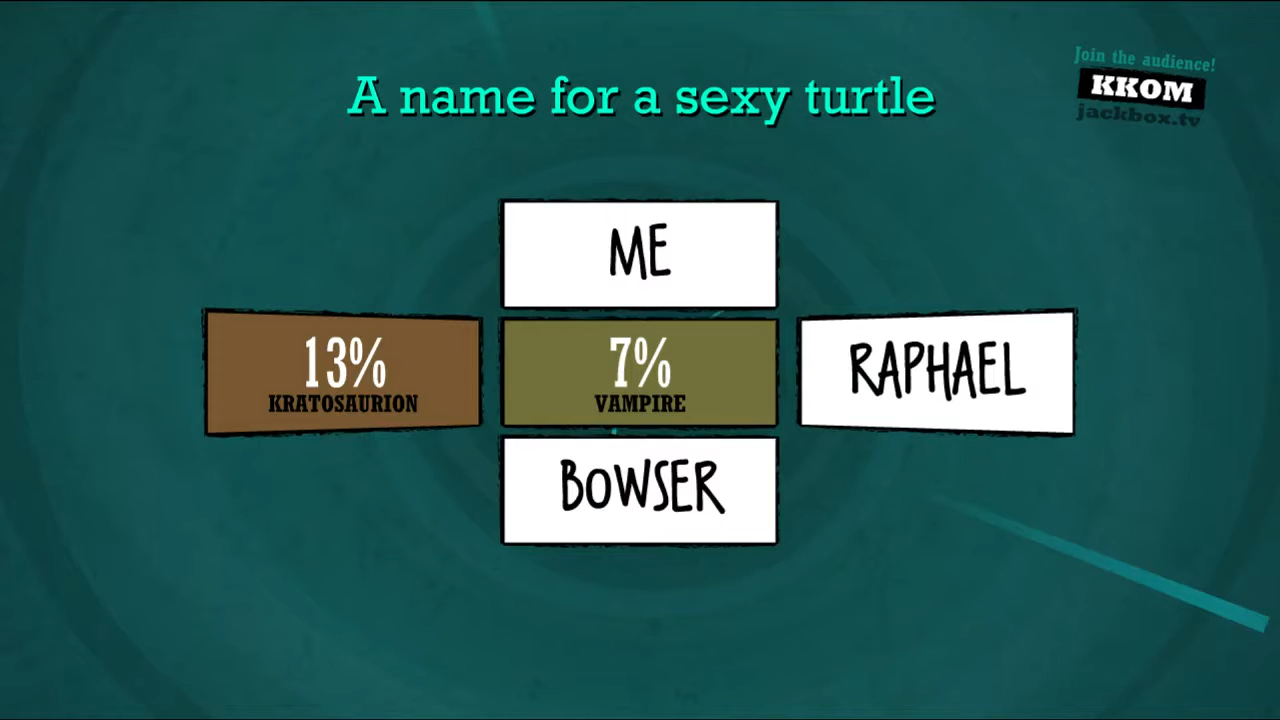 Join the audience!
KKOM
jackbox.tv
A name for a sexy turtle
ME
13%
KRATOSAURION
7%
VAMPIRE
RAPHAEL
BOWSER